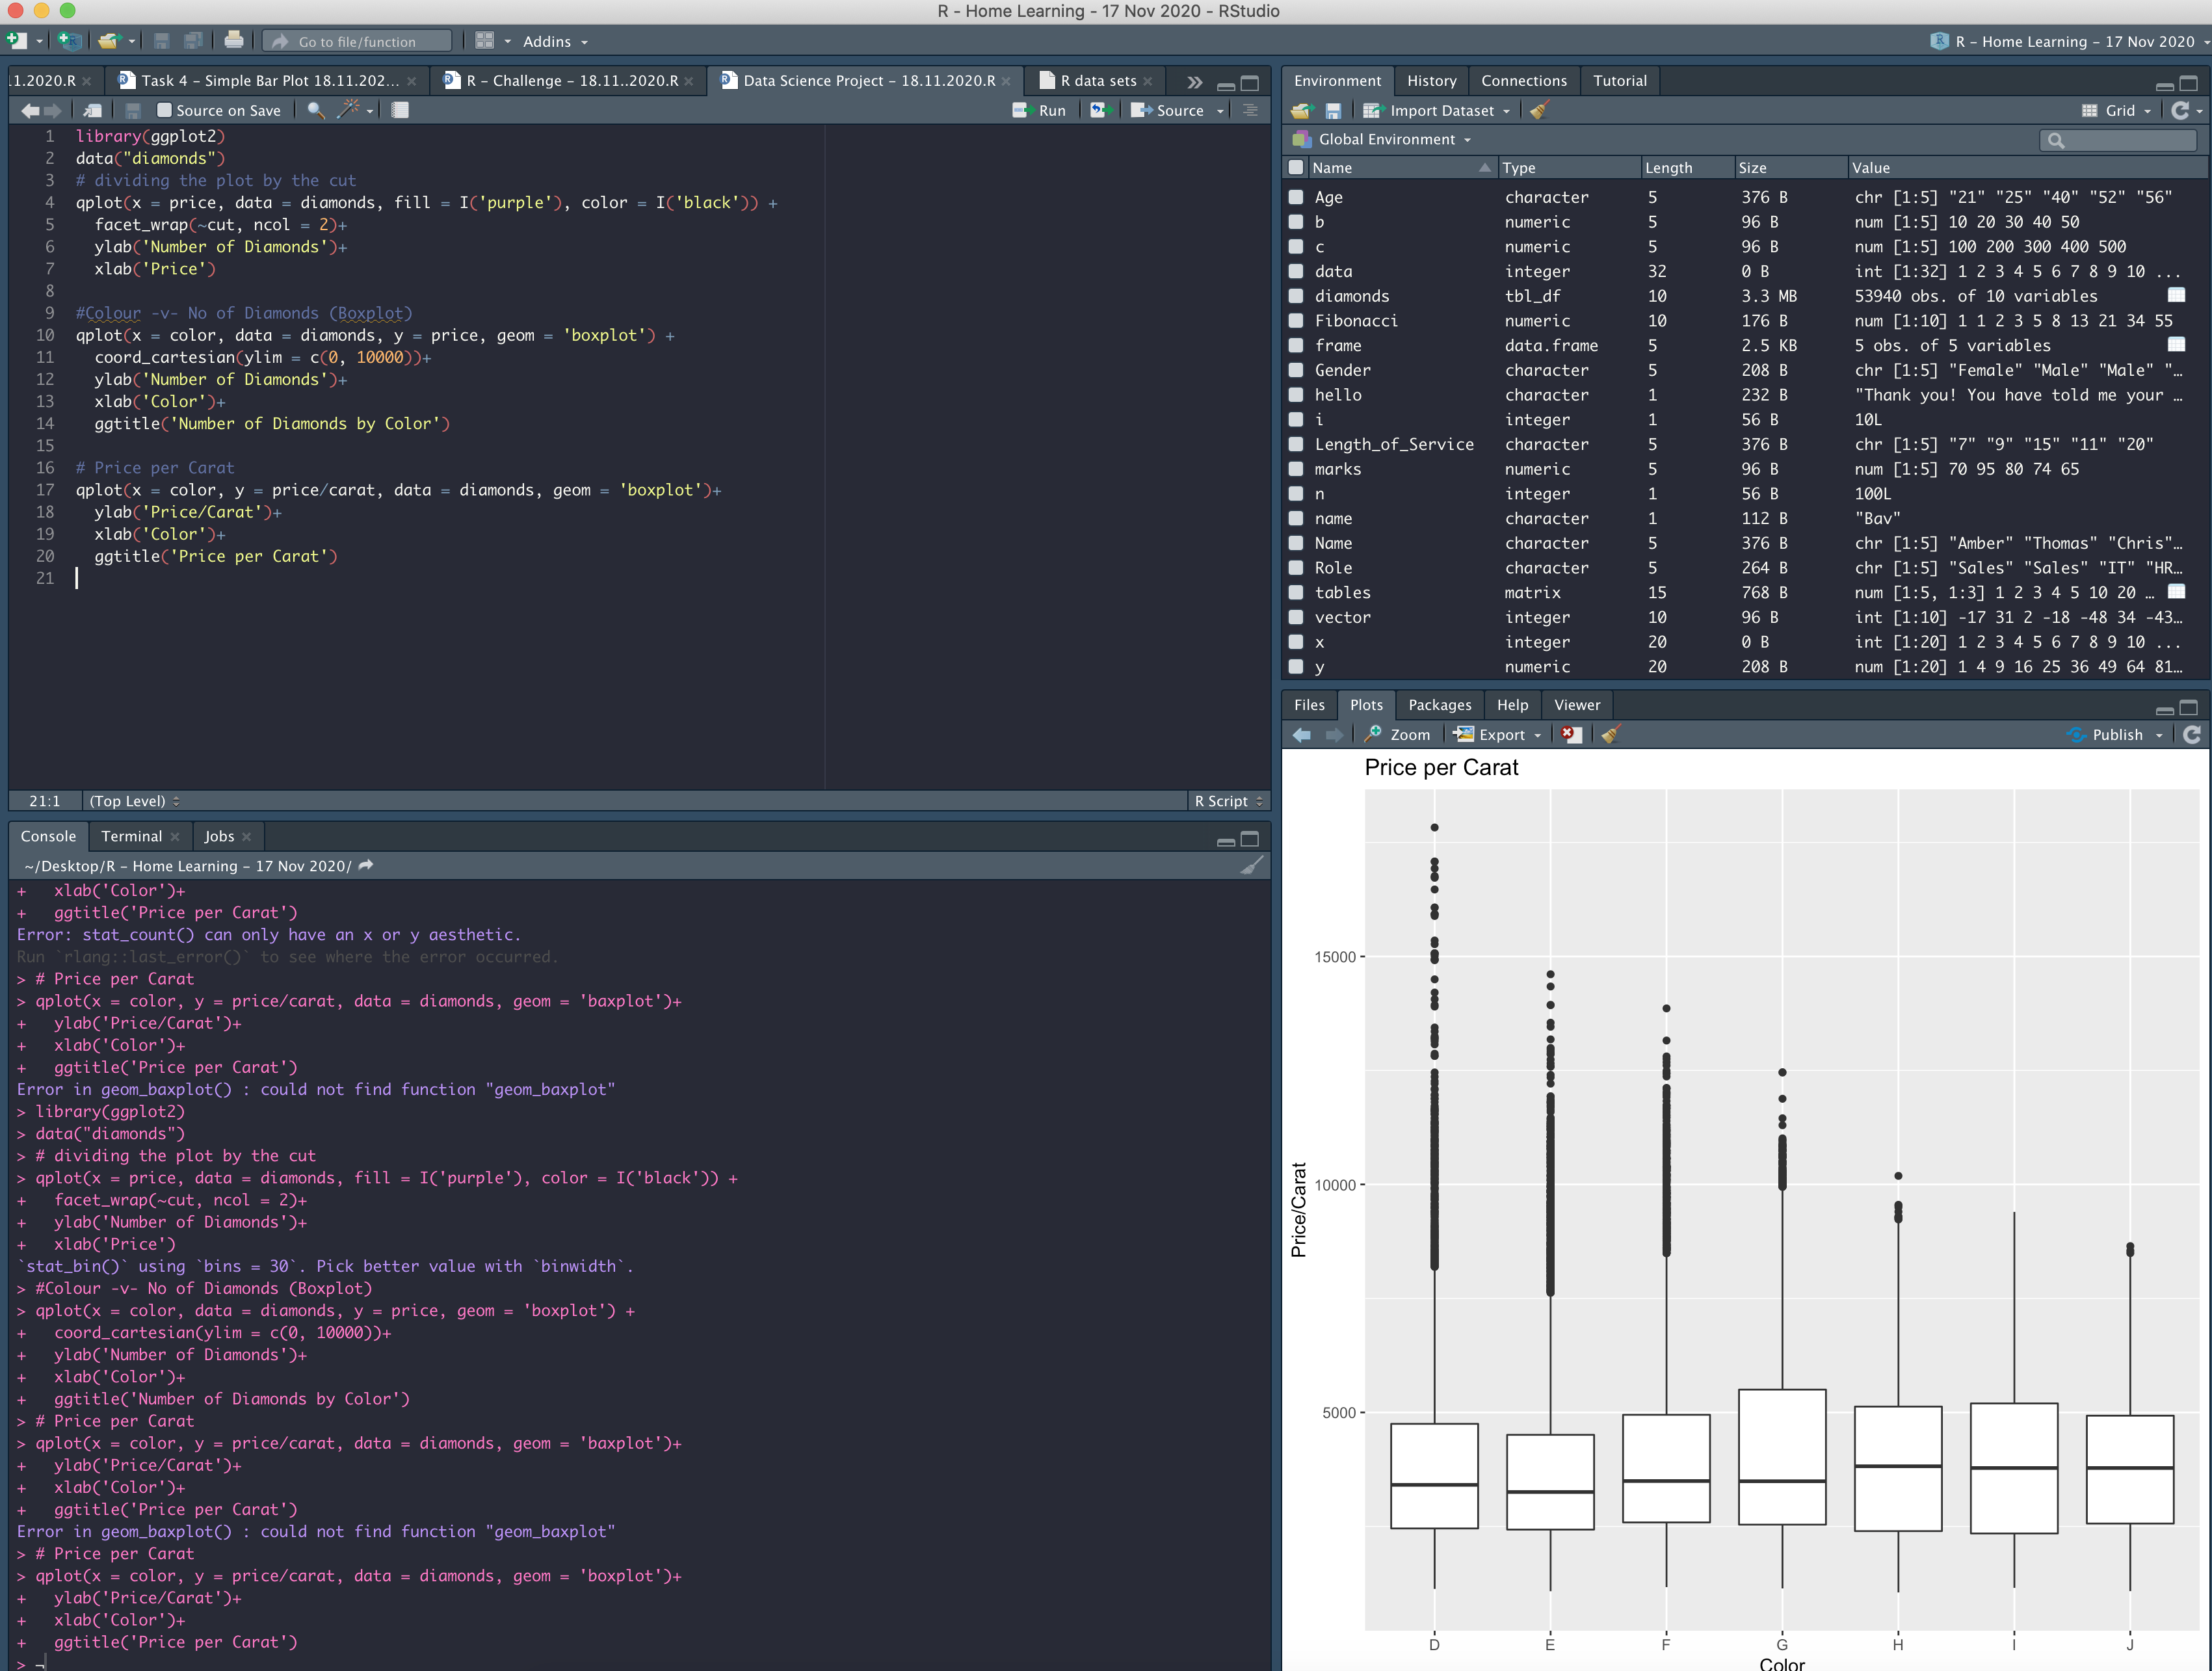 R - Home Learning - 17 Nov 2020 - RStudio
Go to file/function
Addins
R - Home Learning - 17 Nov 2020
11.2020.R
Task 4 - Simple Bar Plot 18.11.202...
R - Challenge - 18.11..2020.R
Data Science Project - 18.11.2020.R
R data sets
Source on Save
Run
Source
1 library(ggplot2)
2 data("diamonds")
3 # dividing the plot by the cut
4 qplot(x = price, data = diamonds, fill = I('purple'), color = I('black')) +
5 facet_wrap(~cut, ncol = 2)+
6 ylab('Number of Diamonds')+
7 xlab('Price')
8
9 #Colour -v- No of Diamonds (Boxplot)
10 qplot(x = color, data = diamonds, y = price, geom = 'boxplot') +
11 coord_cartesian(ylim = c(0, 10000))+
12 ylab('Number of Diamonds')+
13 xlab('Color')+
14 ggtitle('Number of Diamonds by Color')
15
16 # Price per Carat
17 qplot(x = color, y = price/carat, data = diamonds, geom = 'boxplot')+
18 ylab('Price/Carat')+
19 xlab('Color')+
20 ggtitle('Price per Carat')
21
21:1 (Top Level)
R Script
Console Terminal Jobs
~/Desktop/R - Home Learning - 17 Nov 2020/
+ xlab('Color')+
+ ggtitle('Price per Carat')
Error: stat_count() can only have an x or y aesthetic.
Run `rlang::last_error()` to see where the error occurred.
> # Price per Carat
> qplot(x = color, y = price/carat, data = diamonds, geom = 'baxplot')+
+ ylab('Price/Carat')+
+ xlab('Color')+
+ ggtitle('Price per Carat')
Error in geom_baxplot() : could not find function "geom_baxplot"
> library(ggplot2)
> data("diamonds")
> # dividing the plot by the cut
> qplot(x = price, data = diamonds, fill = I('purple'), color = I('black')) +
+ facet_wrap(~cut, ncol = 2)+
+ ylab('Number of Diamonds')+
+ xlab('Price')
`stat_bin()` using `bins = 30`. Pick better value with `binwidth`.
> #Colour -v- No of Diamonds (Boxplot)
> qplot(x = color, data = diamonds, y = price, geom = 'boxplot') +
+ coord_cartesian(ylim = c(0, 10000))+
+ ylab('Number of Diamonds')+
+ xlab('Color')+
+ ggtitle('Number of Diamonds by Color')
> # Price per Carat
> qplot(x = color, y = price/carat, data = diamonds, geom = 'baxplot')+
+ ylab('Price/Carat')+
+ xlab('Color')+
+ ggtitle('Price per Carat')
Error in geom_baxplot() : could not find function "geom_baxplot"
> # Price per Carat
> qplot(x = color, y = price/carat, data = diamonds, geom = 'boxplot')+
+ ylab('Price/Carat')+
+ xlab('Color')+
+ ggtitle('Price per Carat')
>
Environment History Connections Tutorial
Import Dataset
Grid
Global Environment
Name Type Length Size Value
Age character 5 376 B chr [1:5] "21" "25" "40" "52" "56"
b numeric 5 96 B num [1:5] 10 20 30 40 50
c numeric 5 96 B num [1:5] 100 200 300 400 500
data integer 32 0 B int [1:32] 1 2 3 4 5 6 7 8 9 10 ...
diamonds tbl_df 10 3.3 MB 53940 obs. of 10 variables
Fibonacci numeric 10 176 B num [1:10] 1 1 2 3 5 8 13 21 34 55
frame data.frame 5 2.5 KB 5 obs. of 5 variables
Gender character 5 208 B chr [1:5] "Female" "Male" "Male" "...
hello character 1 232 B "Thank you! You have told me your ...
i integer 1 56 B 10L
Length_of_Service character 5 376 B chr [1:5] "7" "9" "15" "11" "20"
marks numeric 5 96 B num [1:5] 70 95 80 74 65
n integer 1 56 B 100L
name character 1 112 B "Bav"
Name character 5 376 B chr [1:5] "Amber" "Thomas" "Chris"...
Role character 5 264 B chr [1:5] "Sales" "Sales" "IT" "HR...
tables matrix 15 768 B num [1:5, 1:3] 1 2 3 4 5 10 20 ...
vector integer 10 96 B int [1:10] -17 31 2 -18 -48 34 -43...
x integer 20 0 B int [1:20] 1 2 3 4 5 6 7 8 9 10 ...
y numeric 20 208 B num [1:20] 1 4 9 16 25 36 49 64 81...
Files Plots Packages Help Viewer
Zoom Export Publish
Price per Carat
Price/Carat
15000
10000
5000
D E F G H I J
Color